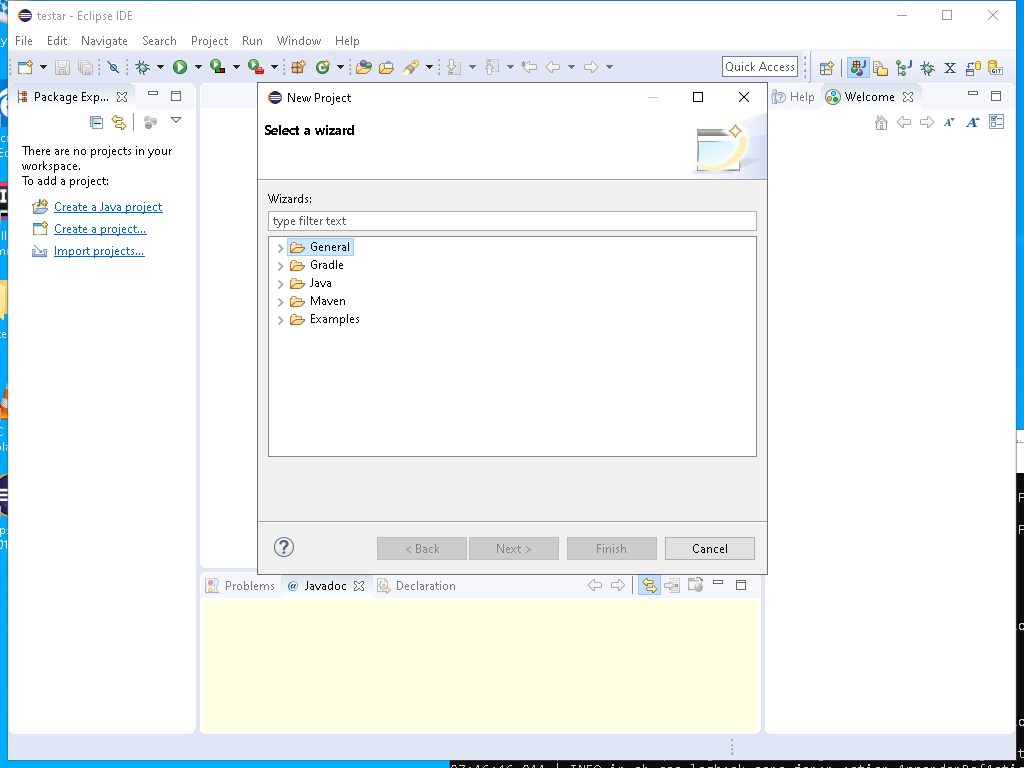 testar - Eclipse IDE
File Edit Navigate Search Project Run Window Help
Quick Access
Package Exp...
There are no projects in your
workspace.
To add a project:
Create a Java project
Create a project...
Import projects...
New Project
Select a wizard
Wizards:
type filter text
General
Gradle
Java
Maven
Examples
< Back
Next >
Finish
Cancel
Help
Welcome
Problems
@ Javadoc
Declaration